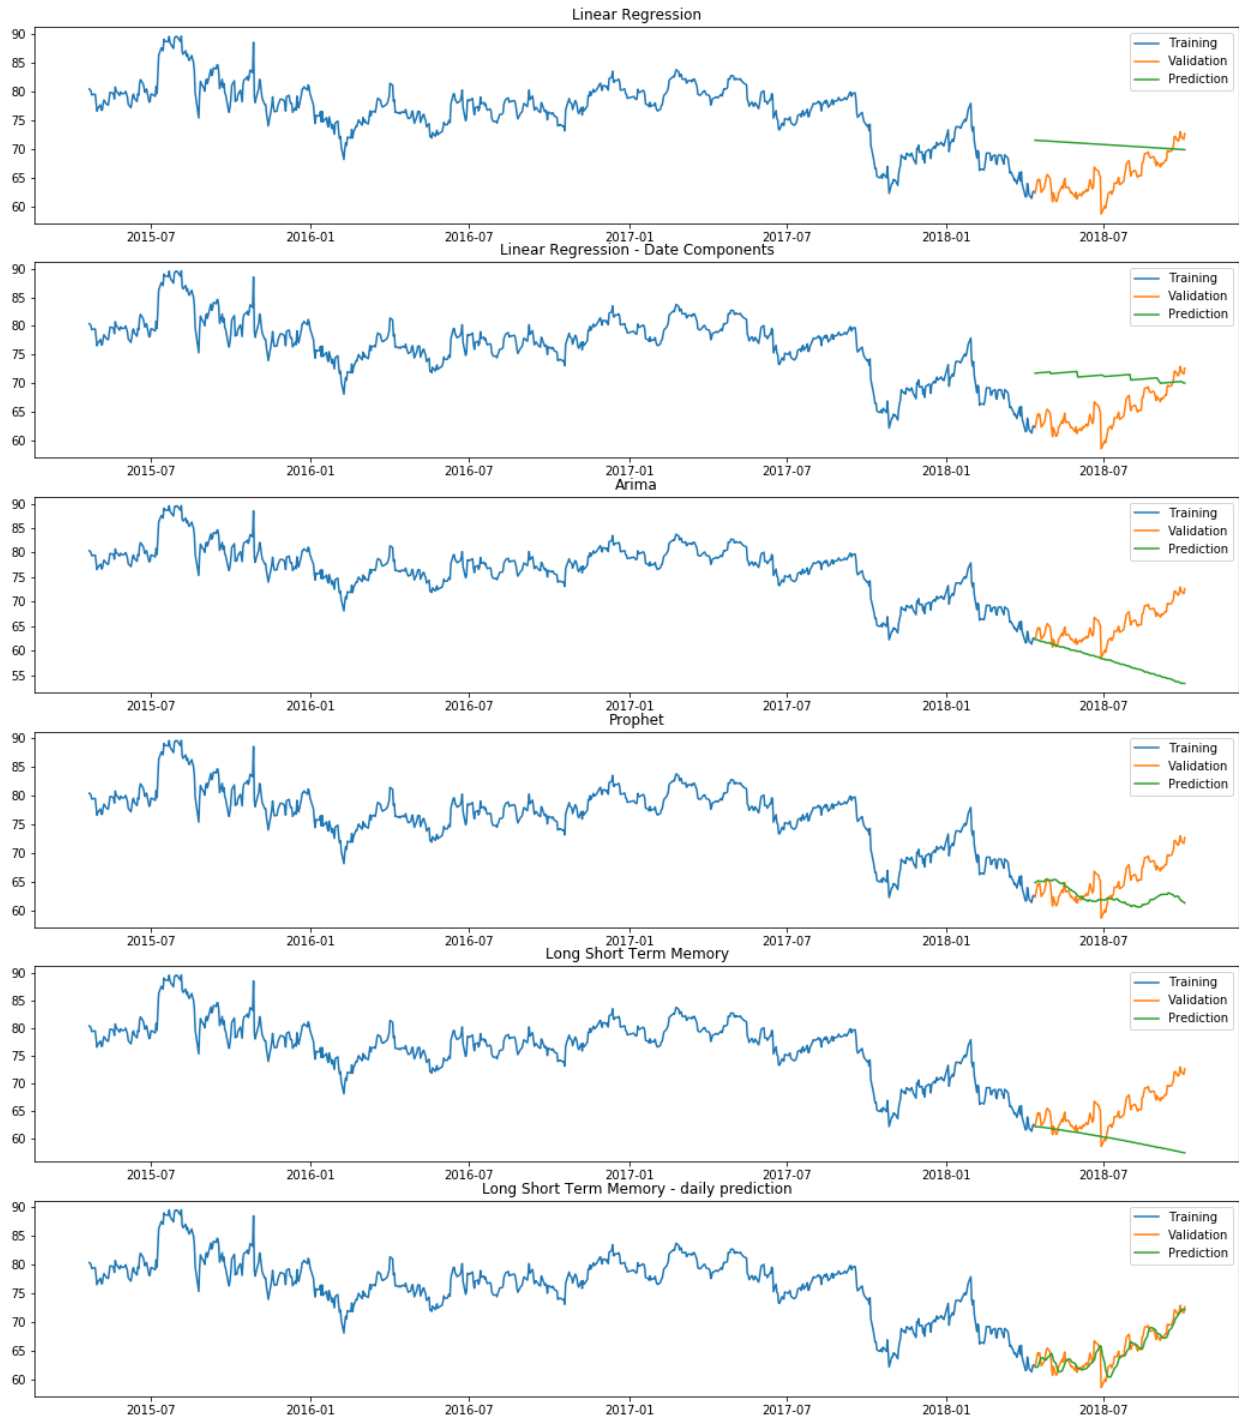 Linear Regression
90
85
80
75
70
65
60
Training
Validation
Prediction
2015-07 2016-01 2016-07 2017-01 2017-07 2018-01 2018-07
Linear Regression - Date Components
90
85
80
75
70
65
60
Training
Validation
Prediction
2015-07 2016-01 2016-07 2017-01 2017-07 2018-01 2018-07
Arima
90
85
80
75
70
65
60
55
Training
Validation
Prediction
2015-07 2016-01 2016-07 2017-01 2017-07 2018-01 2018-07
Prophet
90
85
80
75
70
65
60
Training
Validation
Prediction
2015-07 2016-01 2016-07 2017-01 2017-07 2018-01 2018-07
Long Short Term Memory
90
85
80
75
70
65
60
Training
Validation
Prediction
2015-07 2016-01 2016-07 2017-01 2017-07 2018-01 2018-07
Long Short Term Memory - daily prediction
90
85
80
75
70
65
60
Training
Validation
Prediction
2015-07 2016-01 2016-07 2017-01 2017-07 2018-01 2018-07